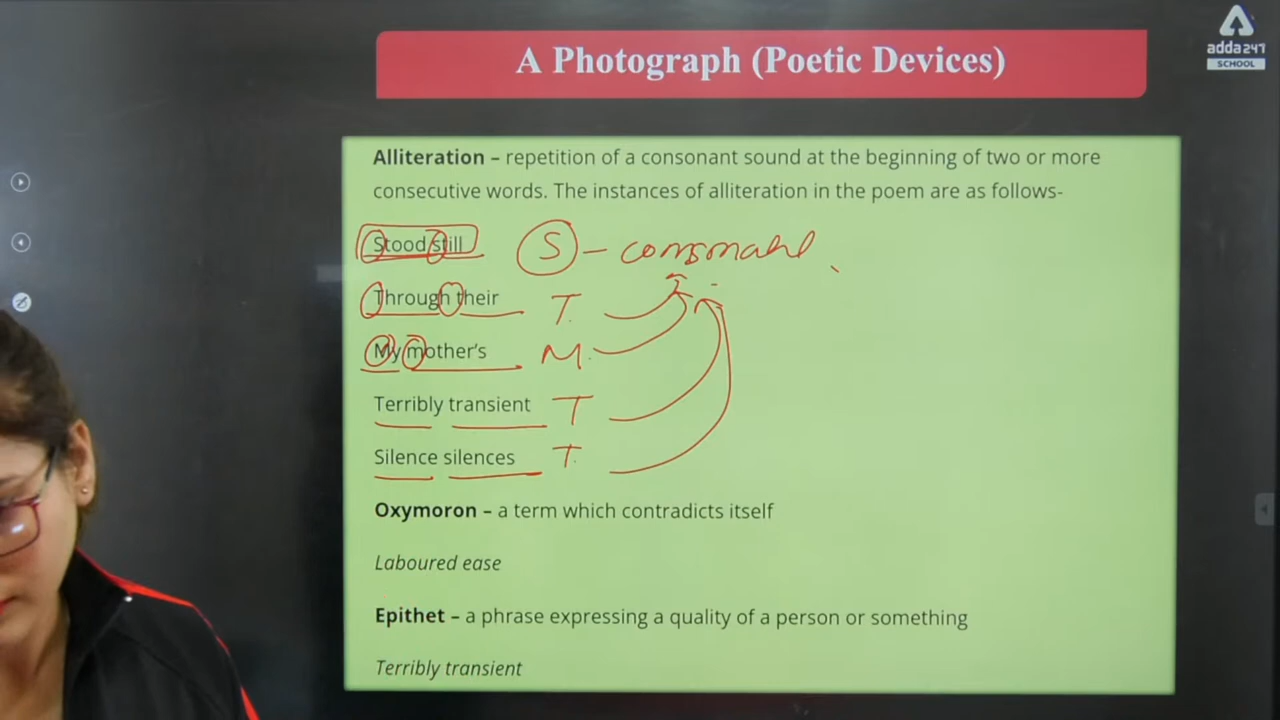 A Photograph (Poetic Devices)
adda247
SCHOOL
Alliteration – repetition of a consonant sound at the beginning of two or more
consecutive words. The instances of alliteration in the poem are as follows-
Stood still S – consonant
Through their T
My mother's M
Terribly transient T
Silence silences T
Oxymoron – a term which contradicts itself
Laboured ease
Epithet – a phrase expressing a quality of a person or something
Terribly transient